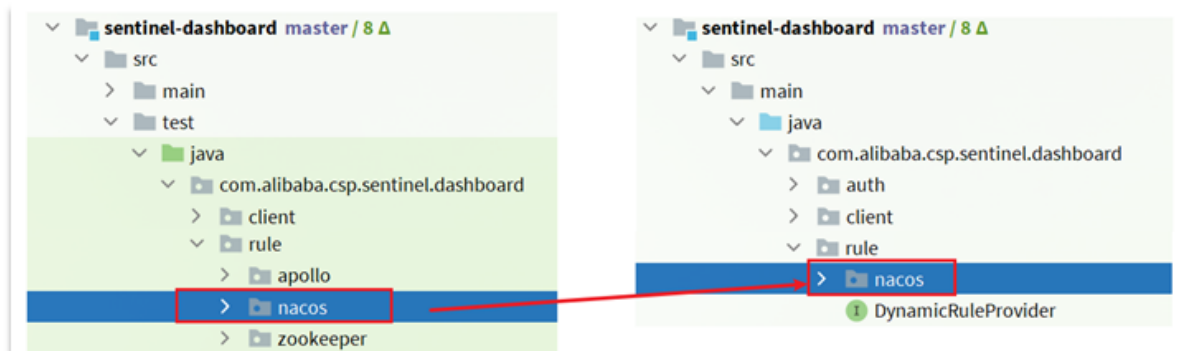 sentinel-dashboard master / 8 Δ
src
main
test
java
com.alibaba.csp.sentinel.dashboard
client
rule
apollo
nacos
zookeeper
sentinel-dashboard master / 8 Δ
src
main
java
com.alibaba.csp.sentinel.dashboard
auth
client
rule
nacos
I DynamicRuleProvider